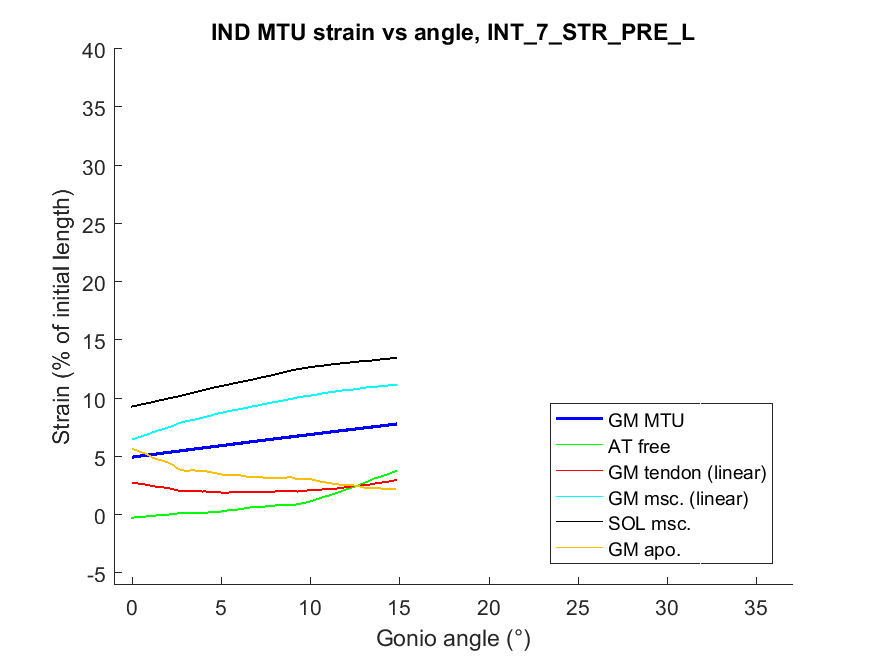 IND MTU strain vs angle, INT_7_STR_PRE_L
40
35
30
25
20
15
10
5
0
-5
Strain (% of initial length)
0 5 10 15 20 25 30 35
Gonio angle (°)
GM MTU
AT free
GM tendon (linear)
GM msc. (linear)
SOL msc.
GM apo.